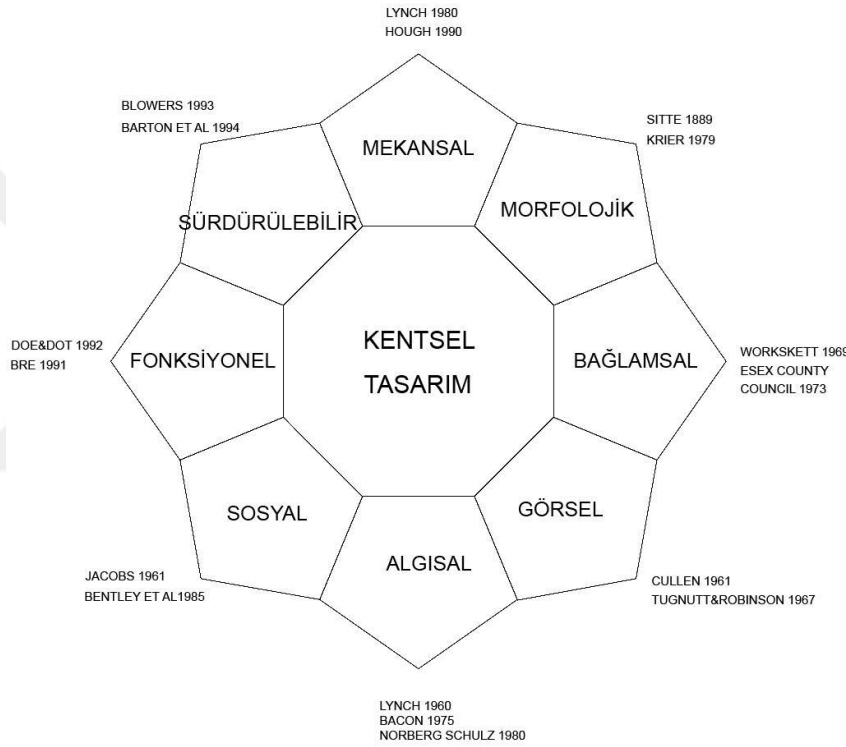 LYNCH 1980
HOUGH 1990
BLOWERS 1993
BARTON ET AL 1994
SITTE 1889
KRIER 1979
MEKANSAL
MORFOLOJİK
SÜRDÜRÜLEBİLİR
KENTSEL
TASARIM
DOE&DOT 1992
BRE 1991
FONKSİYONEL
BAĞLAMSAL
WORKSKETT 1969
ESEX COUNTY
COUNCIL 1973
SOSYAL
GÖRSEL
ALGISAL
JACOBS 1961
BENTLEY ET AL1985
CULLEN 1961
TUGNUTT&ROBINSON 1967
LYNCH 1960
BACON 1975
NORBERG SCHULZ 1980